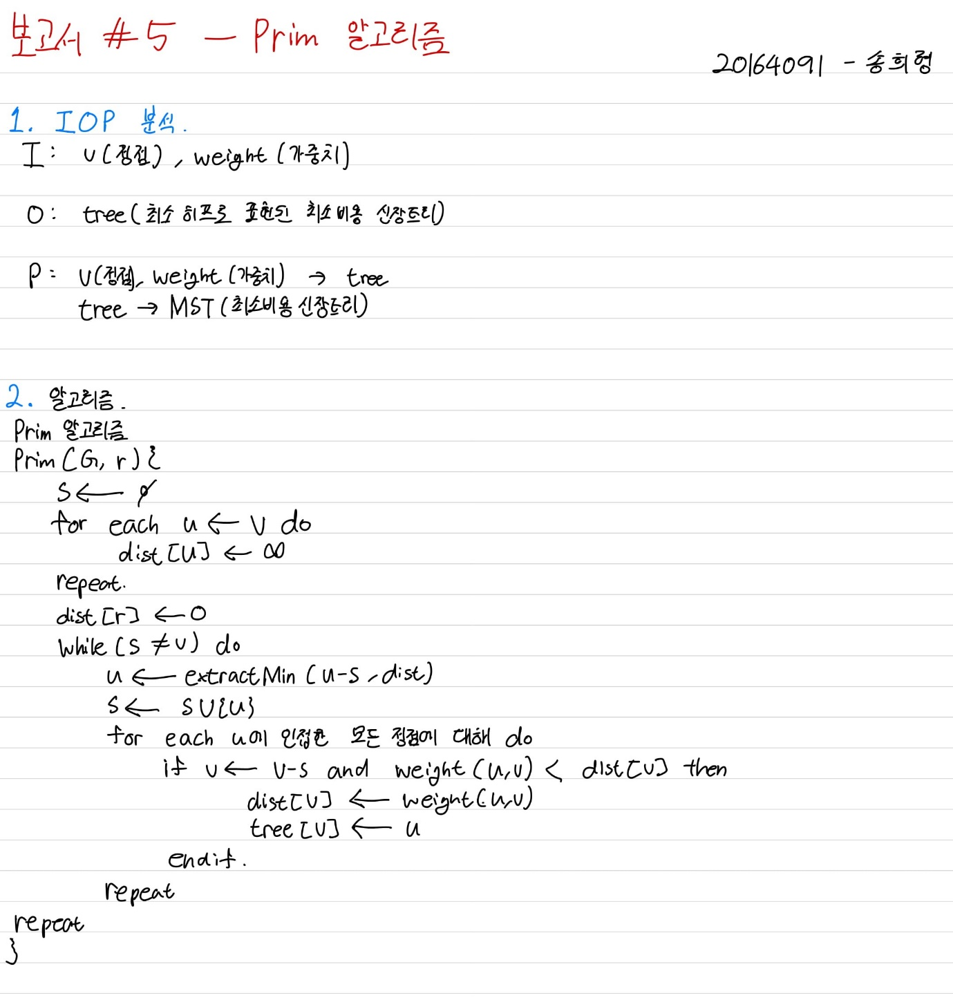 보고서 #5 - Prim 알고리즘
20164091 - 송희령
1. IOP 분석.
I: v(정점), weight (가중치)
O: tree(최소 히프로 표현된 최소비용 신장트리)
P: v(정점), weight (가중치) → tree
tree → MST (최소비용 신장트리)
2. 알고리즘.
Prim 알고리즘
Prim (G, r) {
S ← ∅
for each u ← V do
dist[u] ← ∞
repeat.
dist[r] ← 0
while (S ≠ v) do
u ← extractMin (u-s, dist)
S ← S∪{u}
for each u에 인접한 모든 정점에 대해 do
if v ← V-S and weight(u,v) < dist[v] then
dist[v] ← weight(u,v)
tree[v] ← u
endif.
repeat
repeat
}